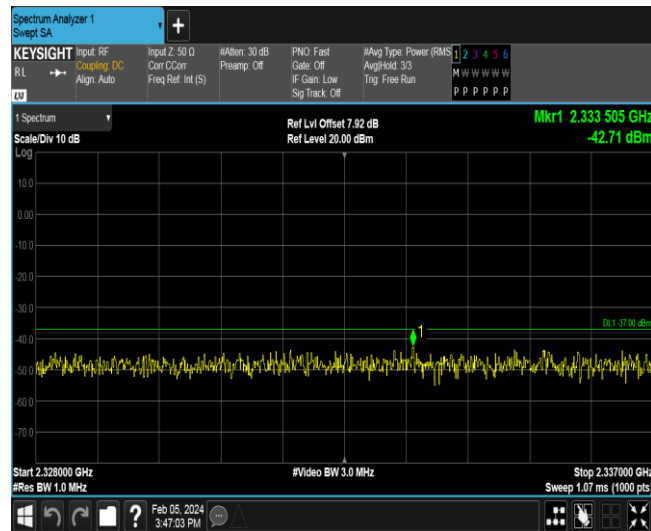 Spectrum Analyzer 1
Swept SA
+
KEYSIGHT
RL
LXI
Input: RF
Coupling: DC
Align: Auto
Input Z: 50 Ω
Corr CCorr
Freq Ref: Int (S)
#Atten: 30 dB
Preamp: Off
PNO: Fast
Gate: Off
IF Gain: Low
Sig Track: Off
#Avg Type: Power (RMS
Avg|Hold: 3/3
Trig: Free Run
1 2 3 4 5 6
M W W W W W
P P P P P P
1 Spectrum
Scale/Div 10 dB
Log
Ref Lvl Offset 7.92 dB
Ref Level 20.00 dBm
Mkr1 2.333 505 GHz
-42.71 dBm
10.0
0.00
-10.0
-20.0
-30.0
DL1 -37.00 dBm
1
-40.0
-50.0
-60.0
-70.0
Start 2.328000 GHz
#Res BW 1.0 MHz
#Video BW 3.0 MHz
Stop 2.337000 GHz
Sweep 1.07 ms (1000 pts)
?
Feb 05, 2024
3:47:03 PM